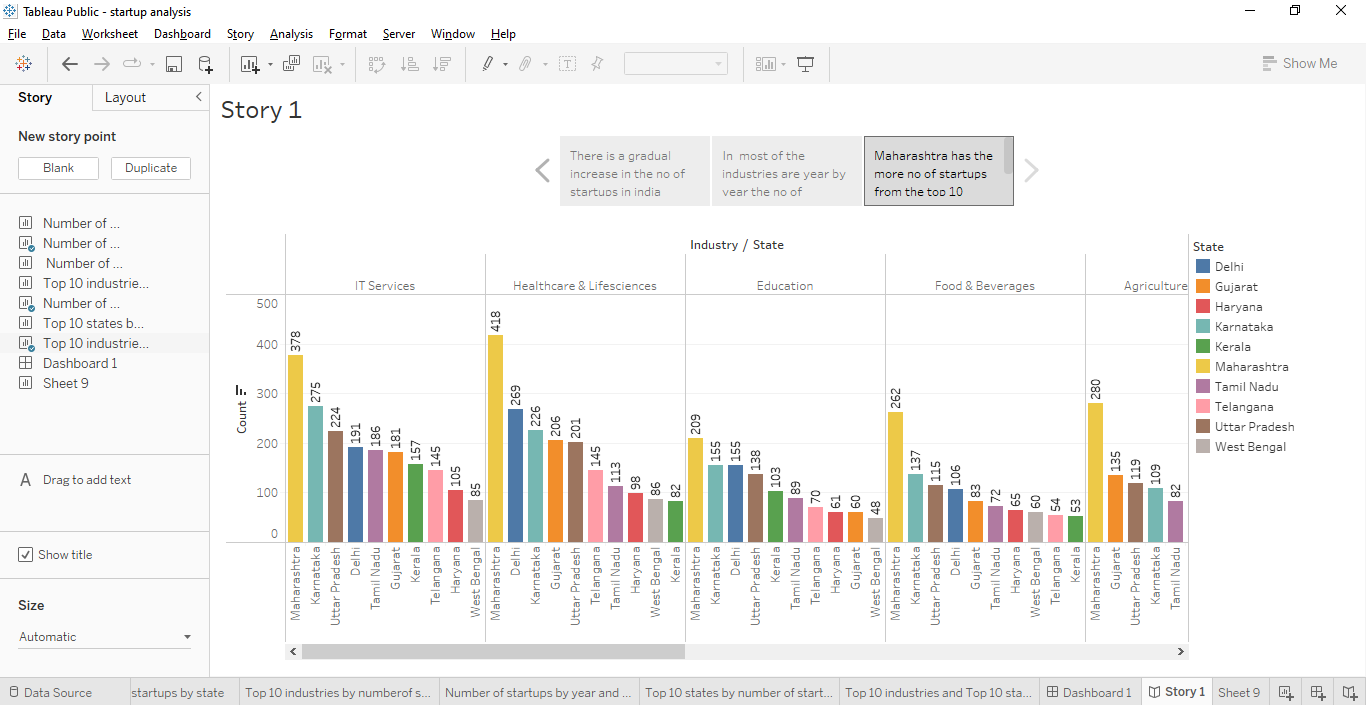 Tableau Public - startup analysis
File Data Worksheet Dashboard Story Analysis Format Server Window Help
Show Me
Story Layout
New story point
Blank Duplicate
Number of ...
Number of ...
Number of ...
Top 10 industrie...
Number of ...
Top 10 states b...
Top 10 industrie...
Dashboard 1
Sheet 9
A Drag to add text
Show title
Size
Automatic
Story 1
There is a gradual
increase in the no of
startups in india
In most of the
industries are year by
year the no of
Maharashtra has the
more no of startups
from the top 10
Industry / State
IT Services Healthcare & Lifesciences Education Food & Beverages Agriculture
Count
500
400
300
200
100
0
378 275 224 191 186 181 157 145 105 85
418 269 226 206 201 145 113 98 86 82
209 155 155 138 103 89 70 61 60 48
262 137 115 106 83 72 65 60 54 53
280 135 119 109 82
Maharashtra Karnataka Uttar Pradesh Delhi Tamil Nadu Gujarat Kerala Telangana Haryana West Bengal
Maharashtra Delhi Karnataka Gujarat Uttar Pradesh Telangana Tamil Nadu Haryana West Bengal Kerala
Maharashtra Karnataka Delhi Uttar Pradesh Kerala Tamil Nadu Telangana Haryana Gujarat West Bengal
Maharashtra Karnataka Uttar Pradesh Delhi Gujarat Tamil Nadu Haryana West Bengal Telangana Kerala
Maharashtra Gujarat Uttar Pradesh Karnataka Tamil Nadu
State
Delhi
Gujarat
Haryana
Karnataka
Kerala
Maharashtra
Tamil Nadu
Telangana
Uttar Pradesh
West Bengal
Data Source startups by state Top 10 industries by numberof s... Number of startups by year and ... Top 10 states by number of start... Top 10 industries and Top 10 sta... Dashboard 1 Story 1 Sheet 9